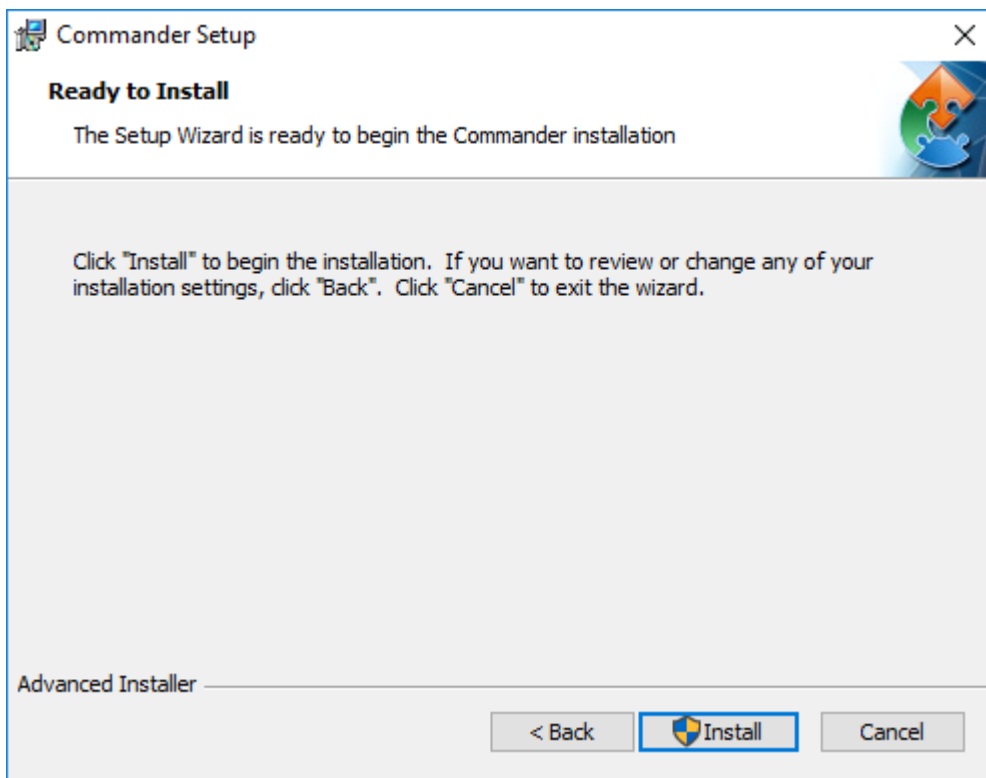 Commander Setup
Ready to Install
The Setup Wizard is ready to begin the Commander installation
Click "Install" to begin the installation.  If you want to review or change any of your
installation settings, click "Back".  Click "Cancel" to exit the wizard.
Advanced Installer
< Back Install Cancel